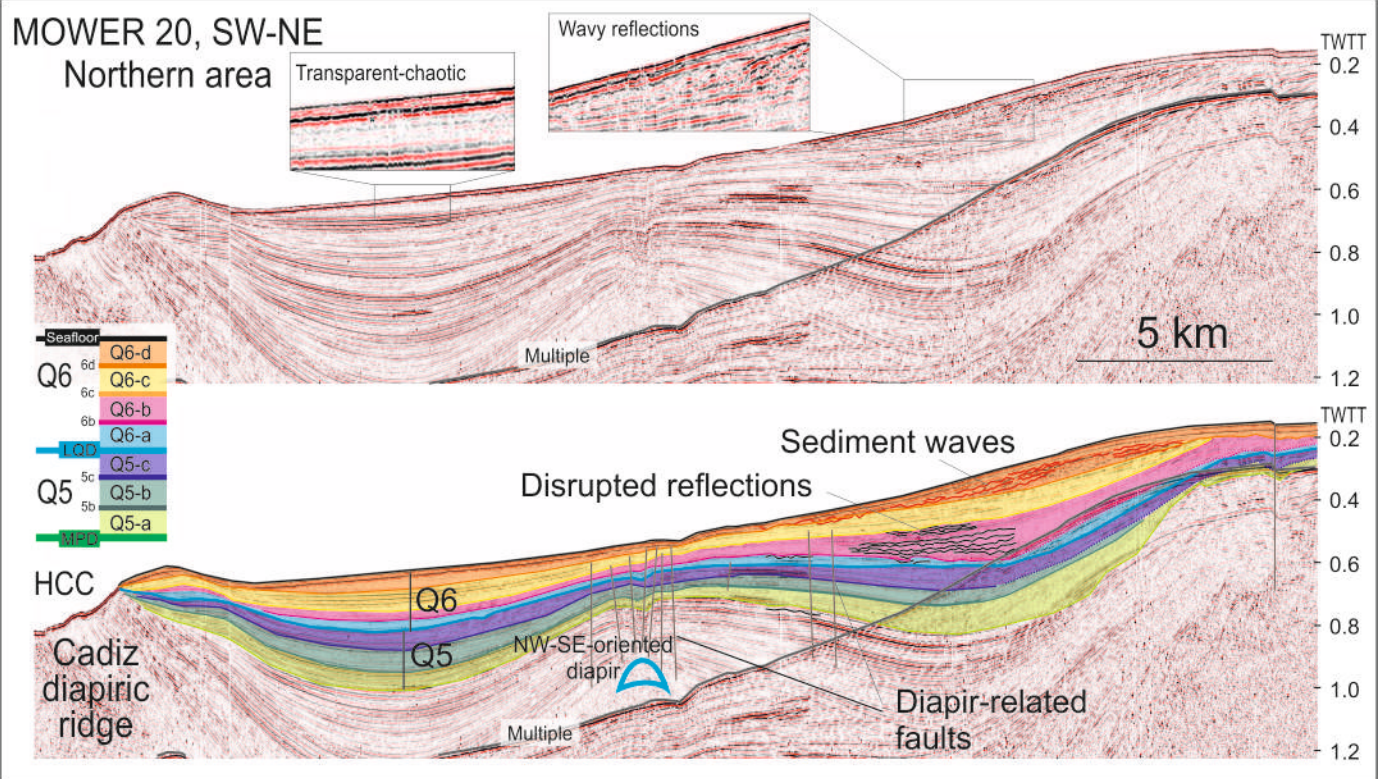 MOWER 20, SW-NE
Northern area
Transparent-chaotic
Wavy reflections
TWTT
0.2
0.4
0.6
0.8
1.0
1.2
5 km
Multiple
Seafloor
Q6
Q6-d
6d
Q6-c
6c
Q6-b
6b
Q6-a
LQD
Q5
Q5-c
5c
Q5-b
5b
Q5-a
MPD
TWTT
0.2
0.4
0.6
0.8
1.0
1.2
Sediment waves
Disrupted reflections
HCC
Q6
Q5
Cadiz
diapiric
ridge
NW-SE-oriented
diapir
Multiple
Diapir-related
faults